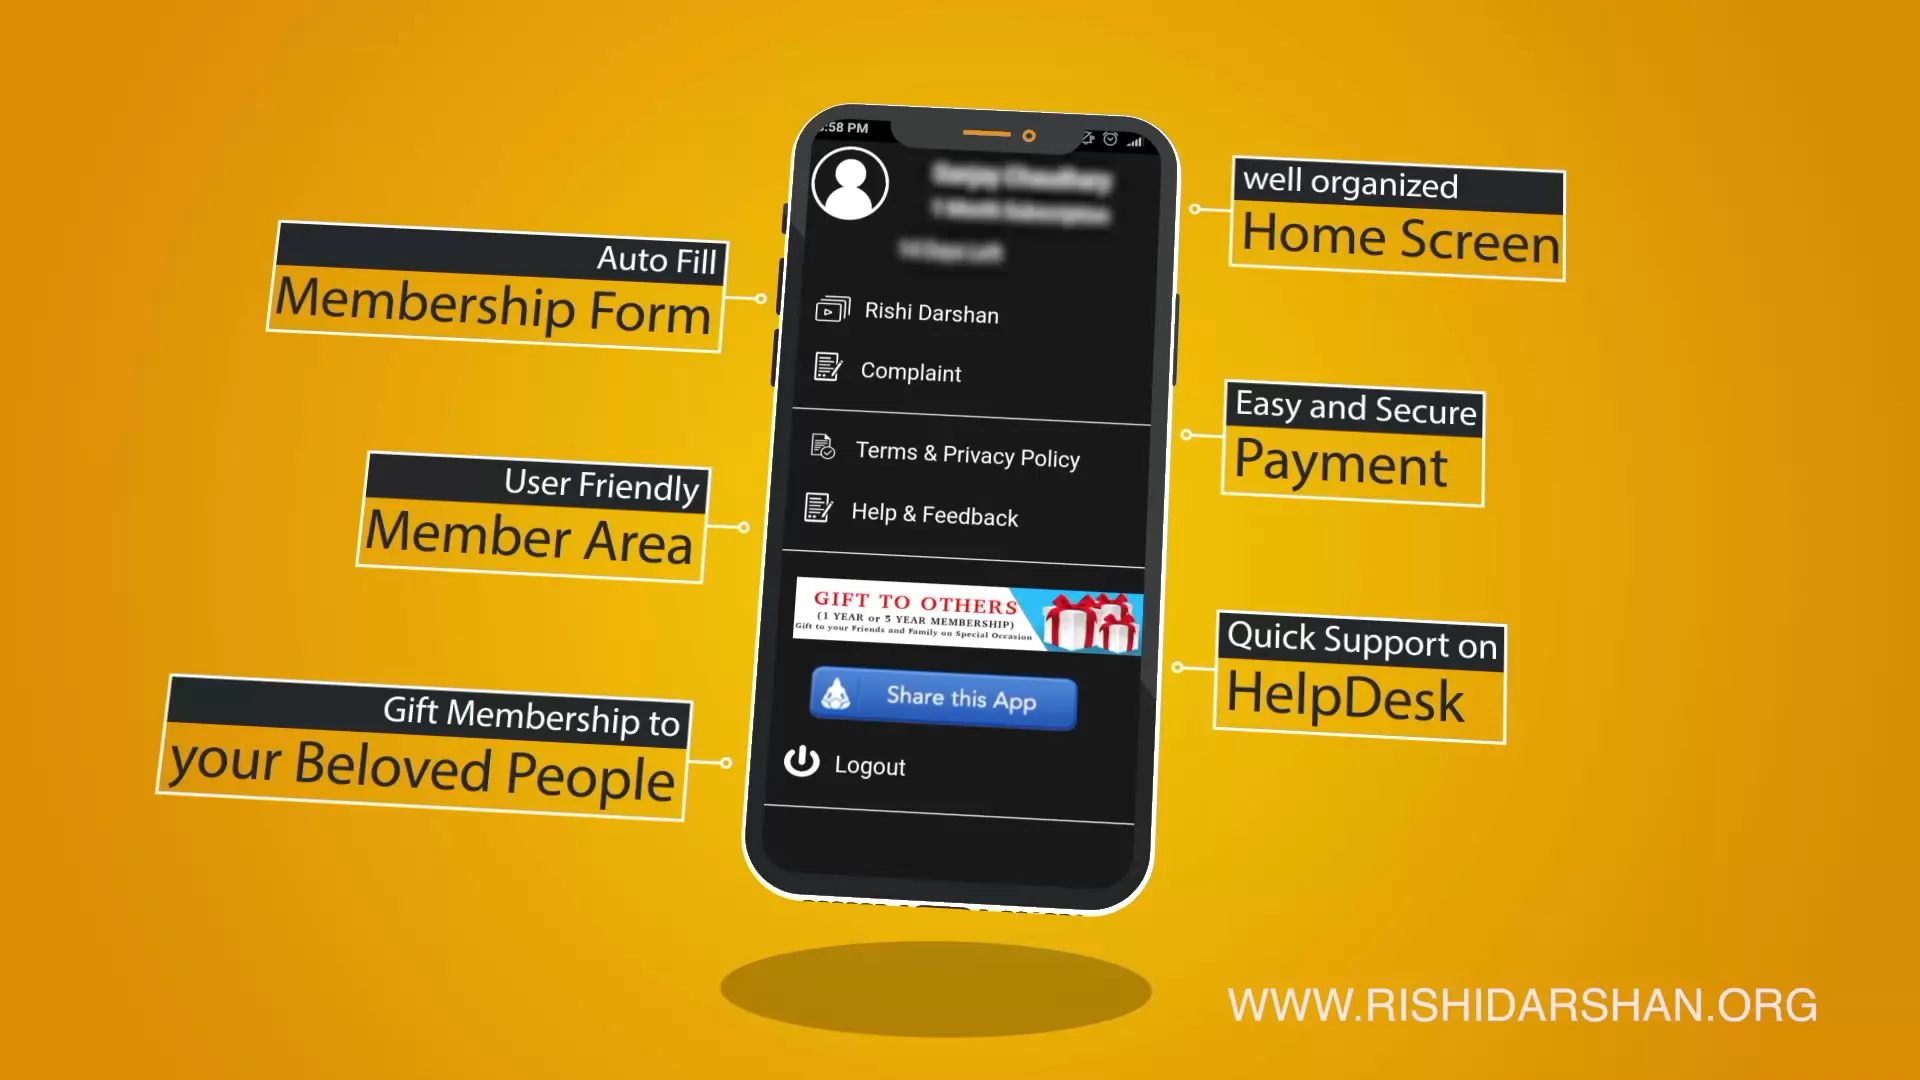 :58 PM
Rishi Darshan
Complaint
Terms & Privacy Policy
Help & Feedback
GIFT TO OTHERS
(1 YEAR or 5 YEAR MEMBERSHIP)
Gift to your Friends and Family on Special Occasion
Share this App
Logout
Auto Fill
Membership Form
User Friendly
Member Area
Gift Membership to
your Beloved People
well organized
Home Screen
Easy and Secure
Payment
Quick Support on
HelpDesk
WWW.RISHIDARSHAN.ORG